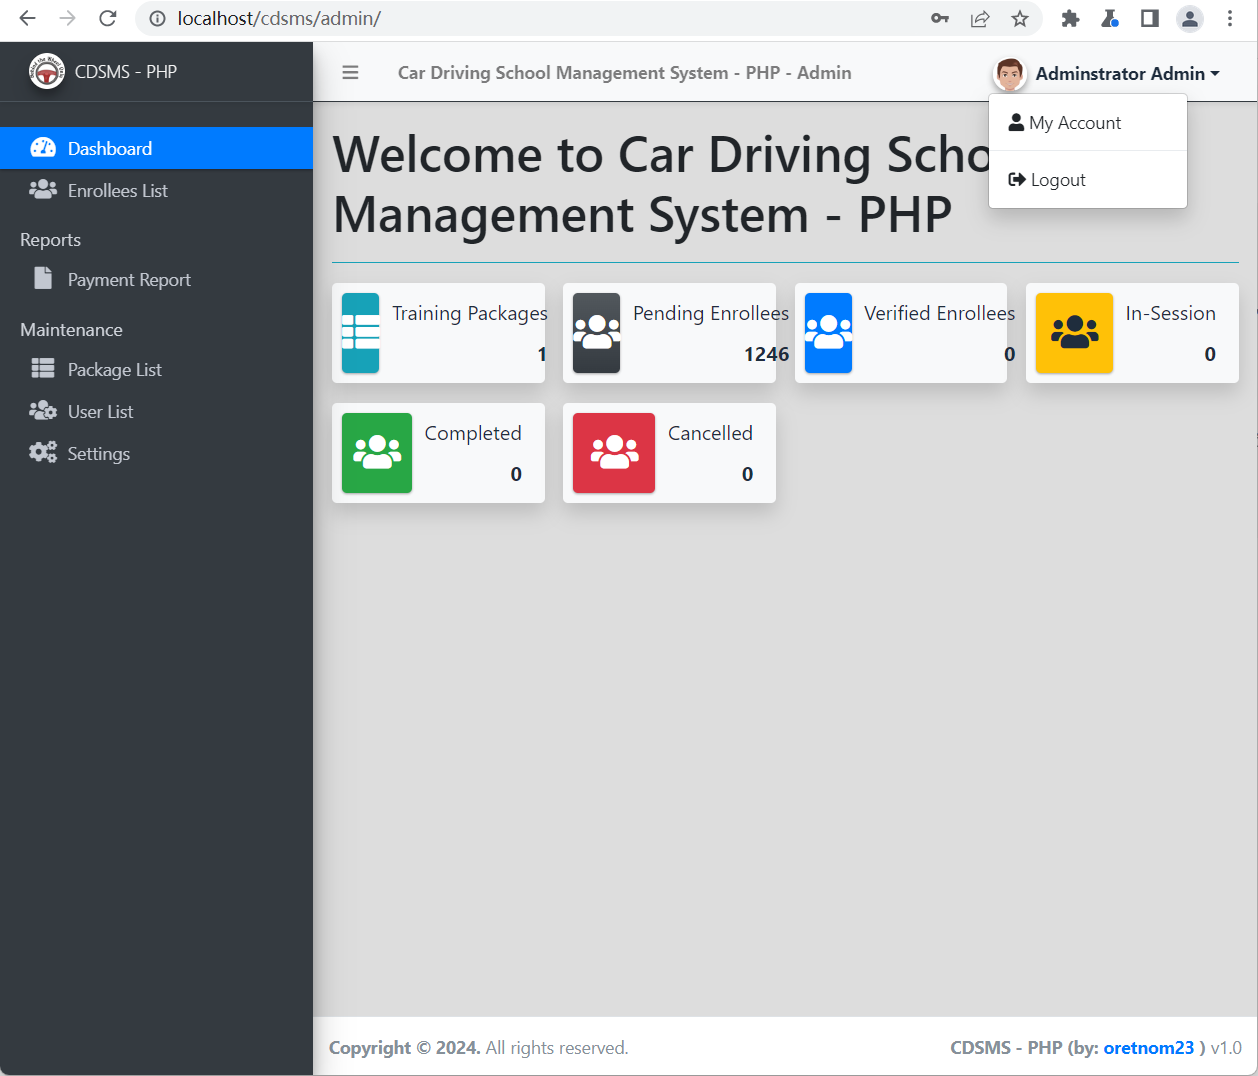 localhost/cdsms/admin/
CDSMS - PHP
Car Driving School Management System - PHP - Admin
Adminstrator Admin
My Account
Logout
Dashboard
Enrollees List
Reports
Payment Report
Maintenance
Package List
User List
Settings
Welcome to Car Driving Scho
Management System - PHP
Training Packages
1
Pending Enrollees
1246
Verified Enrollees
0
In-Session
0
Completed
0
Cancelled
0
Copyright © 2024. All rights reserved.
CDSMS - PHP (by: oretnom23 ) v1.0